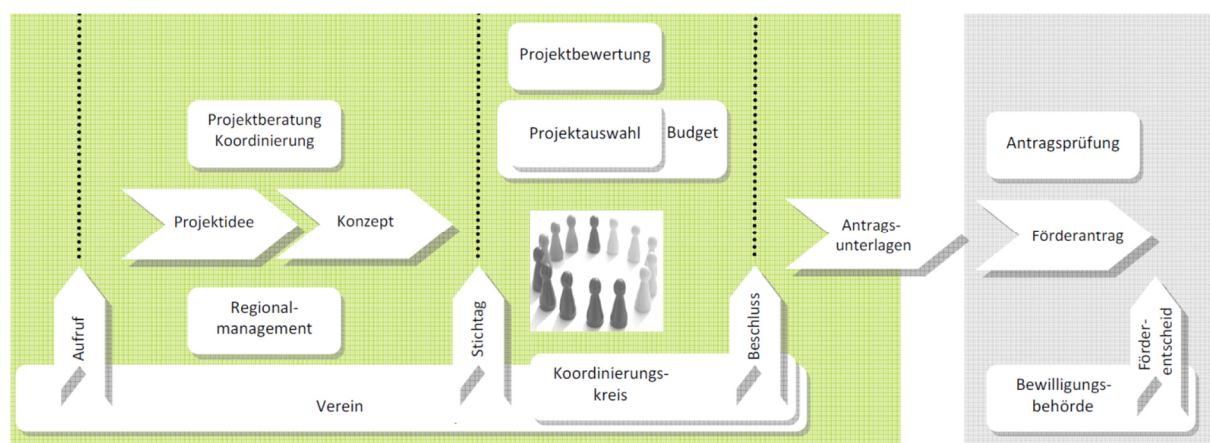 Projektberatung
Koordinierung
Projektidee
Konzept
Regional-
management
Aufruf
Stichtag
Verein
Projektbewertung
Projektauswahl
Budget
Koordinierungs-
kreis
Beschluss
Antrags-
unterlagen
Antragsprüfung
Förderantrag
Bewilligungs-
behörde
Förder-
entscheid